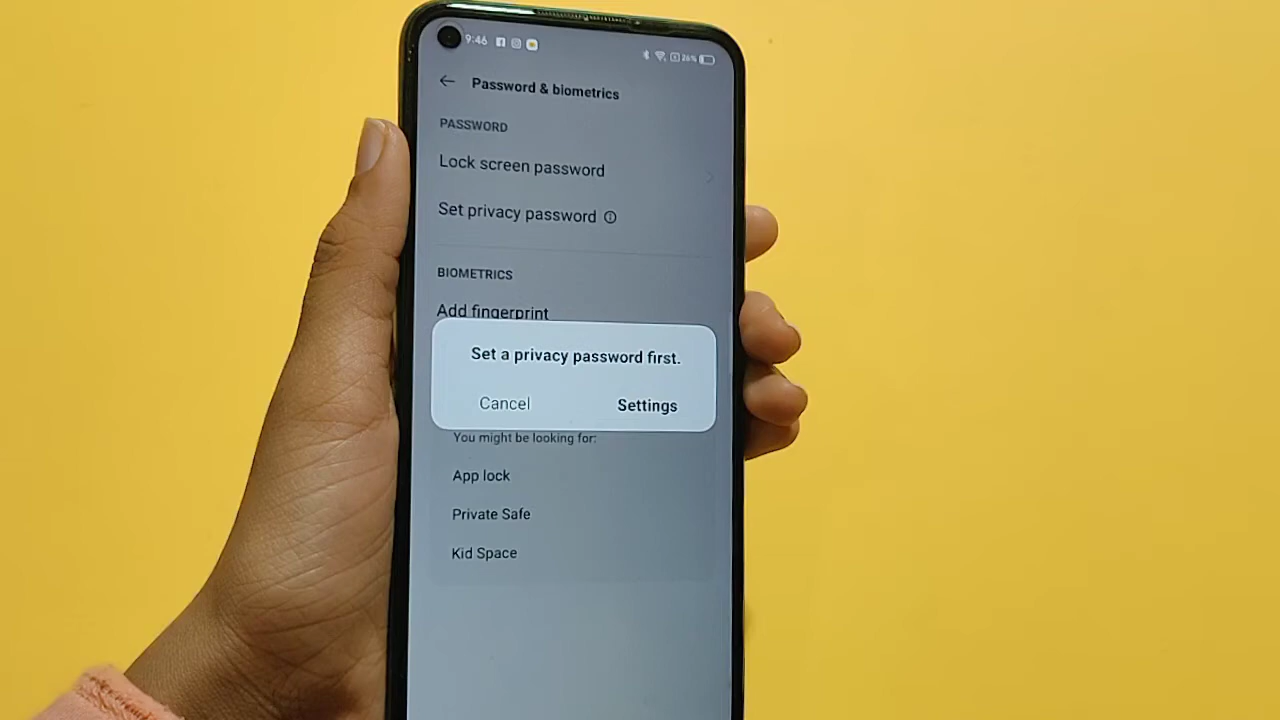 9:46
26%
Password & biometrics
PASSWORD
Lock screen password
Set privacy password
BIOMETRICS
Add fingerprint
Set a privacy password first.
Cancel Settings
You might be looking for:
App lock
Private Safe
Kid Space